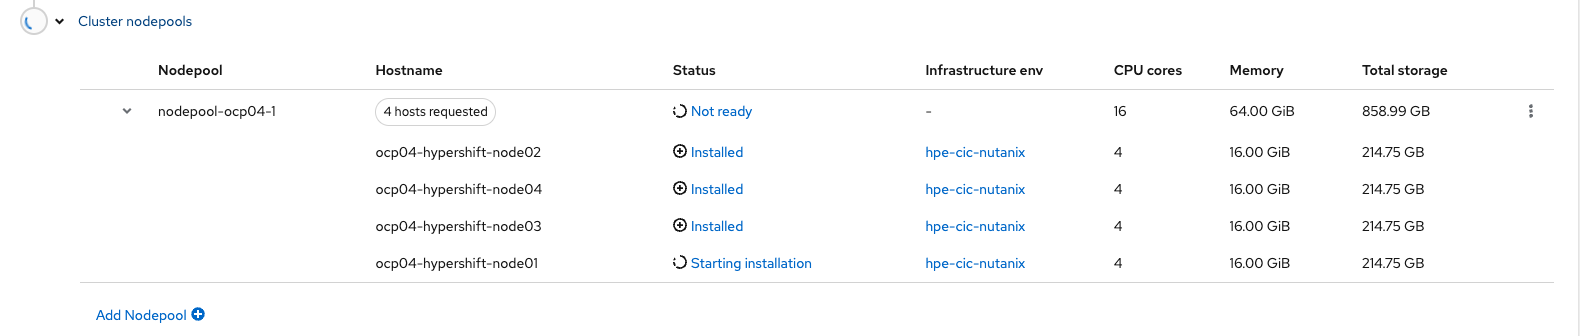 Cluster nodepools
Nodepool Hostname Status Infrastructure env CPU cores Memory Total storage
nodepool-ocp04-1 4 hosts requested Not ready - 16 64.00 GiB 858.99 GB
ocp04-hypershift-node02 Installed hpe-cic-nutanix 4 16.00 GiB 214.75 GB
ocp04-hypershift-node04 Installed hpe-cic-nutanix 4 16.00 GiB 214.75 GB
ocp04-hypershift-node03 Installed hpe-cic-nutanix 4 16.00 GiB 214.75 GB
ocp04-hypershift-node01 Starting installation hpe-cic-nutanix 4 16.00 GiB 214.75 GB
Add Nodepool